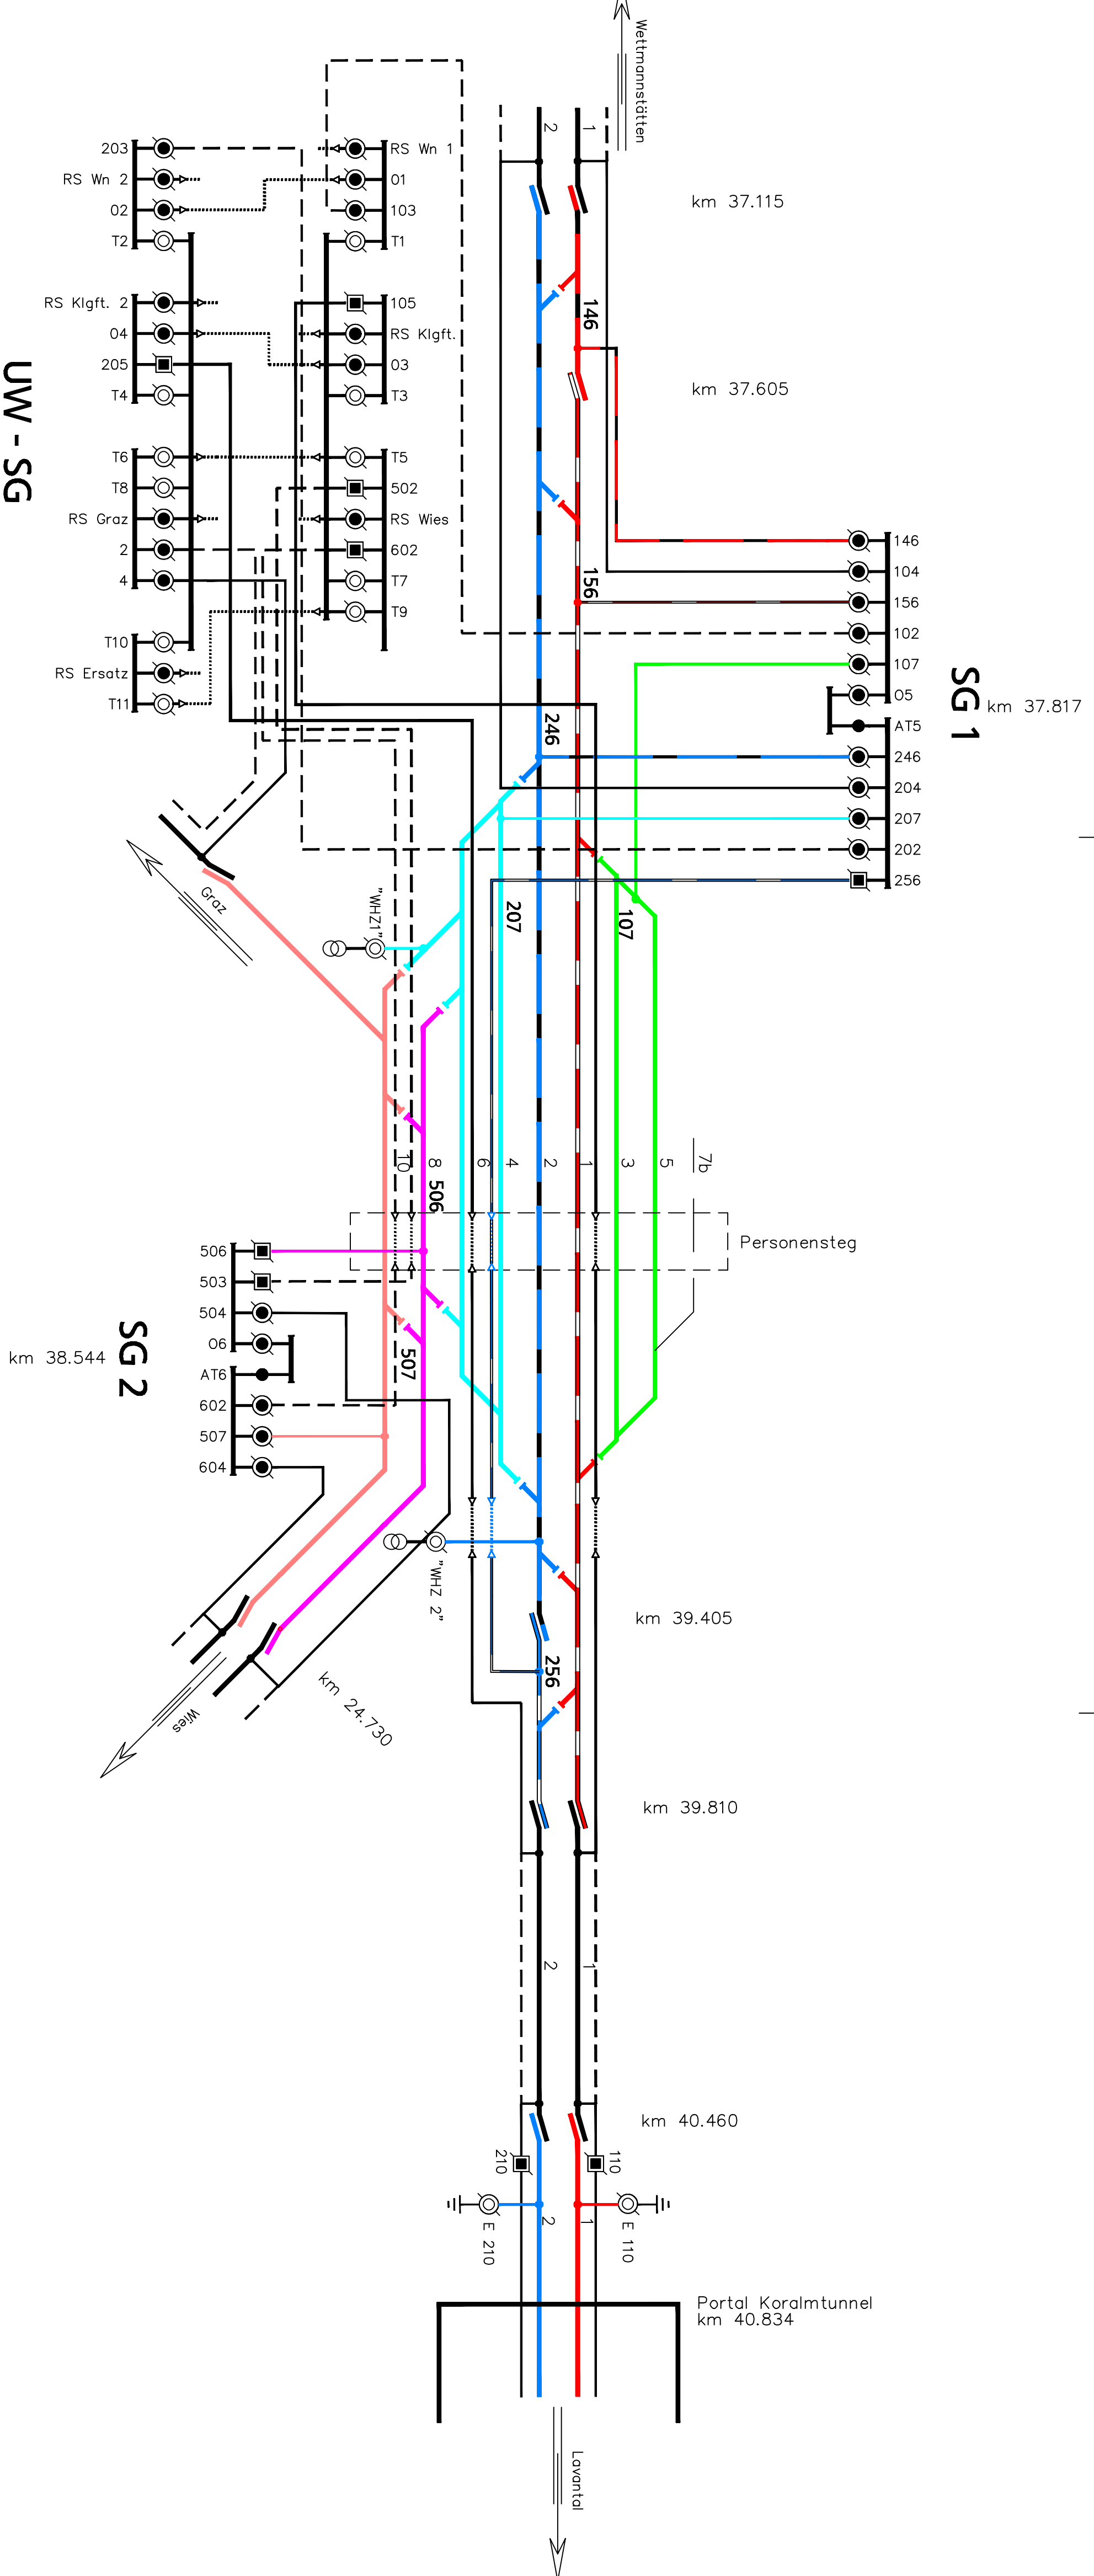 Wettmannstätten
2
1
km 37.115
203
RS Wn 1
RS Wn 2
01
02
103
T2
T1
146
RS Klgft. 2
105
04
RS Klgft.
205
03
T4
T3
km 37.605
UW - SG
T6
T5
T8
502
RS Graz
RS Wies
2
602
4
T7
T9
T10
RS Ersatz
T11
156
146
104
156
102
107
05
AT5
246
204
207
202
256
SG 1
km 37.817
246
207
107
Graz
"WHZ1"
10
8
6
4
2
1
3
5
7b
506
Personensteg
506
503
504
06
AT6
602
507
604
SG 2
km 38.544
507
"WHZ 2"
km 39.405
256
km 24.730
Wies
km 39.810
2
1
km 40.460
210
110
E 210
2
1
E 110
Portal Koralmtunnel
km 40.834
Lavantal